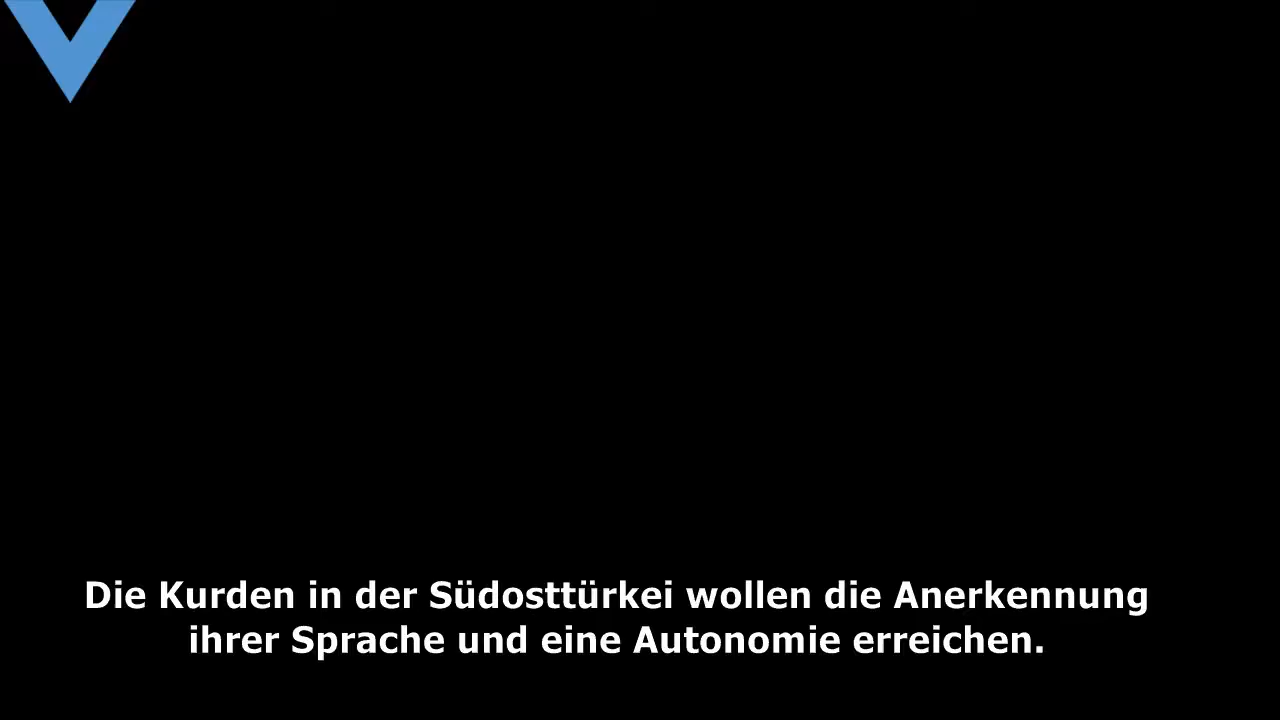 Die Kurden in der Südosttürkei wollen die Anerkennung
ihrer Sprache und eine Autonomie erreichen.